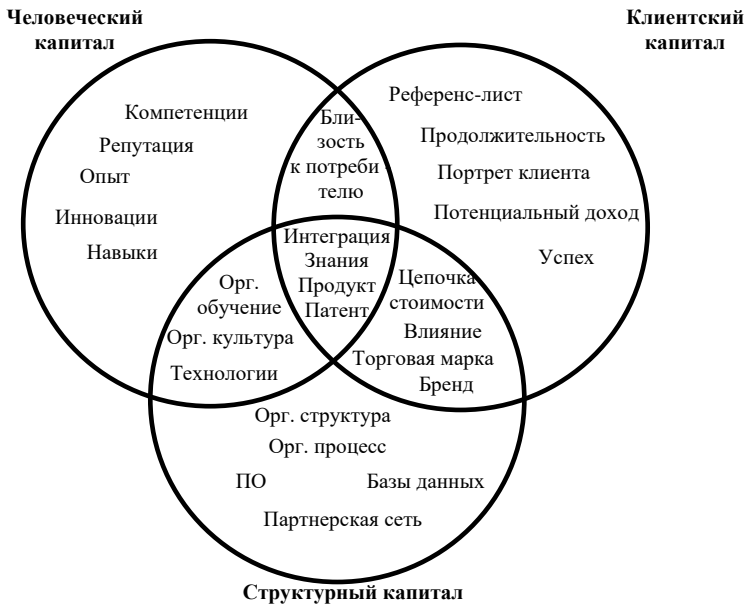 Человеческий
капитал
Клиентский
капитал
Компетенции
Репутация
Опыт
Инновации
Навыки
Бли-
зость
к потреби
телю
Референс-лист
Продолжительность
Портрет клиента
Потенциальный доход
Успех
Интеграция
Знания
Продукт
Патент
Орг.
обучение
Орг. культура
Технологии
Цепочка
стоимости
Влияние
Торговая марка
Бренд
Орг. структура
Орг. процесс
ПО
Базы данных
Партнерская сеть
Структурный капитал